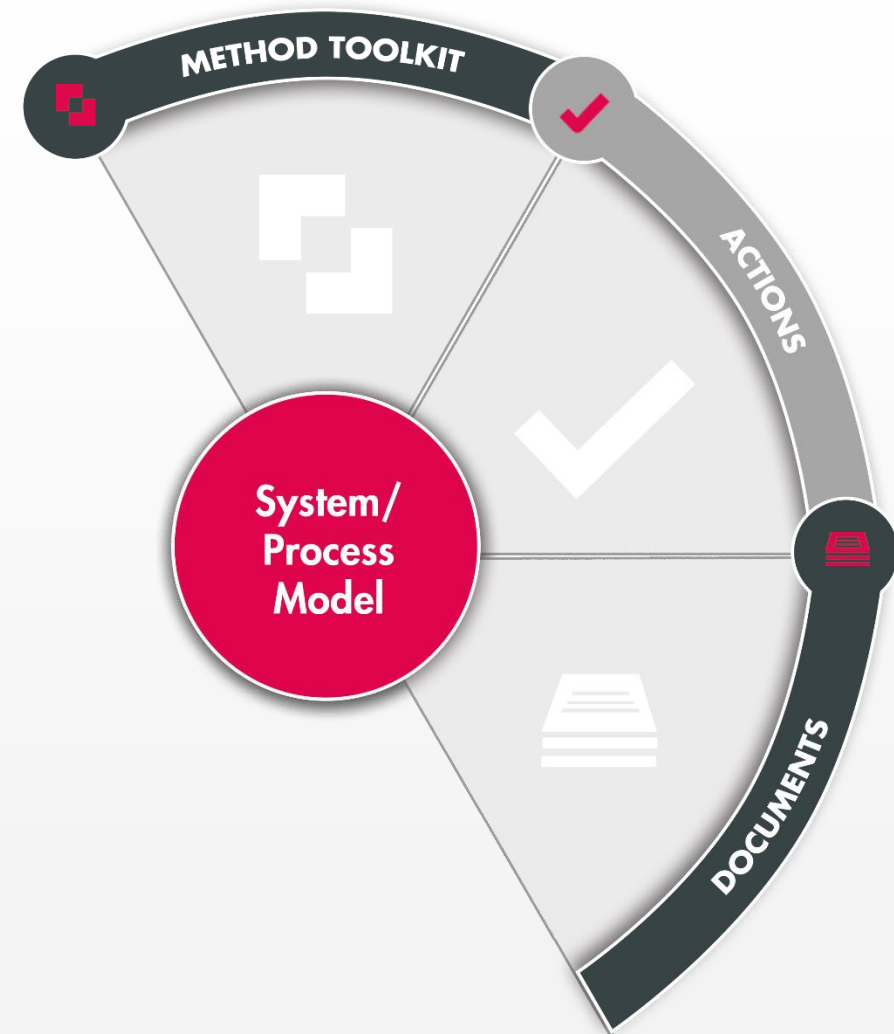 METHOD TOOLKIT
ACTIONS
System/
Process
Model
DOCUMENTS